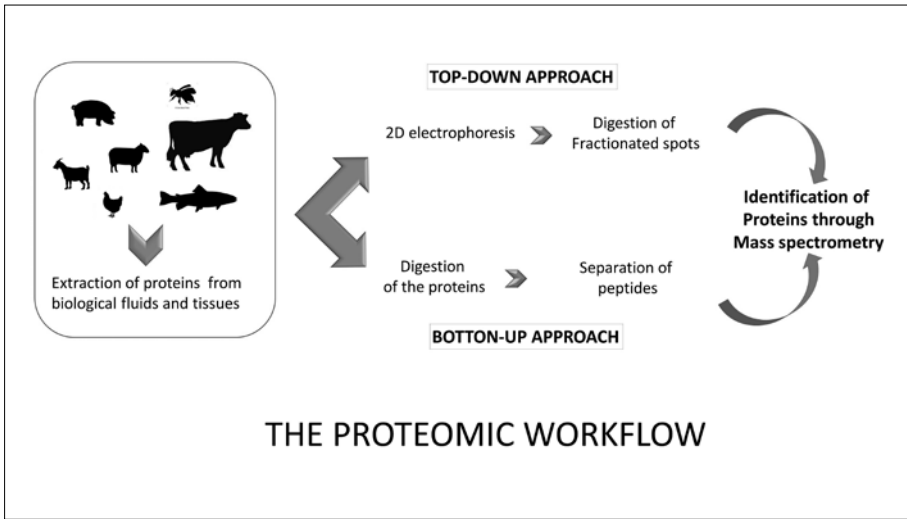 Extraction of proteins from
biological fluids and tissues
TOP-DOWN APPROACH
2D electrophoresis
Digestion of
Fractionated spots
Digestion
of the proteins
Separation of
peptides
BOTTON-UP APPROACH
Identification of
Proteins through
Mass spectrometry
THE PROTEOMIC WORKFLOW